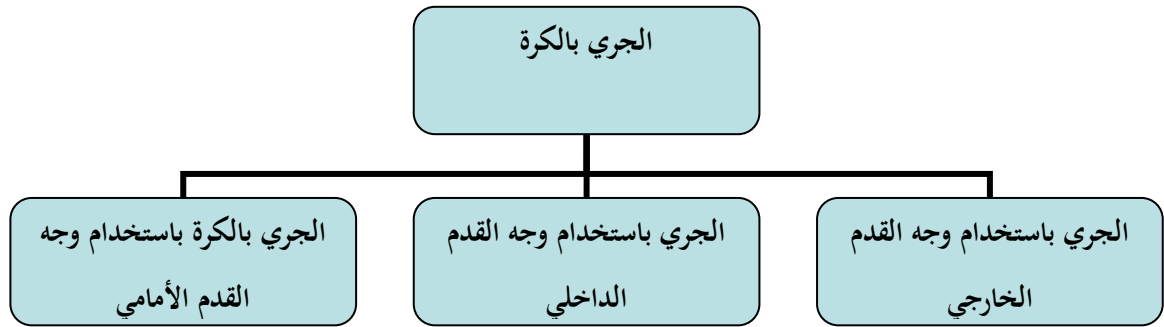 الجري بالكرة
الجري باستخدام وجه القدم
الخارجي
الجري باستخدام وجه القدم
الداخلي
الجري بالكرة باستخدام وجه
القدم الأمامي